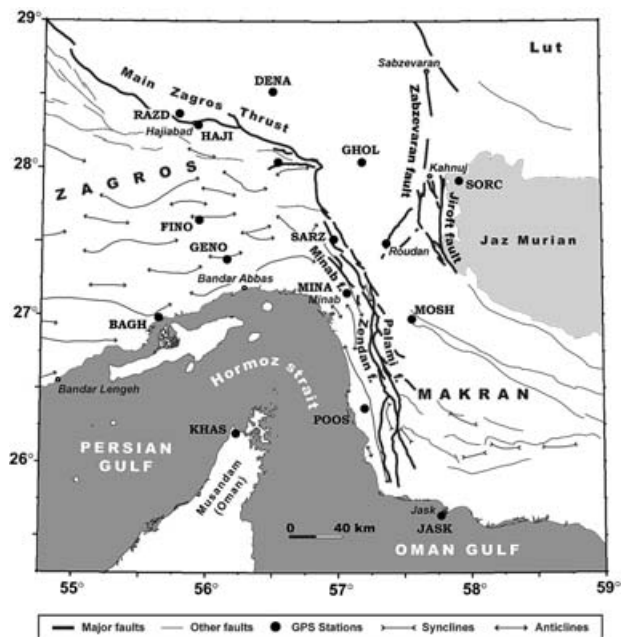 29°
Lut
Sabzevaran
DENA
Main Zagros Thrust
RAZD
Hajiabad
HAJI
Zabzevaran fault
28°
GHOL
Kahnuj
SORC
ZAGROS
Jiroft fault
FINO
SARZ
Jaz Murian
GENO
Roudan
Minab f.
Bandar Abbas
27°
MINA
Minab
BAGH
MOSH
Zendan f.
Palami f.
Hormoz strait
MAKRAN
Bandar Lengeh
POOS
KHAS
PERSIAN
GULF
26°
Musandam
(Oman)
Jask
JASK
0 40 km
OMAN GULF
55° 56° 57° 58° 59°
Major faults Other faults GPS Stations Synclines Anticlines